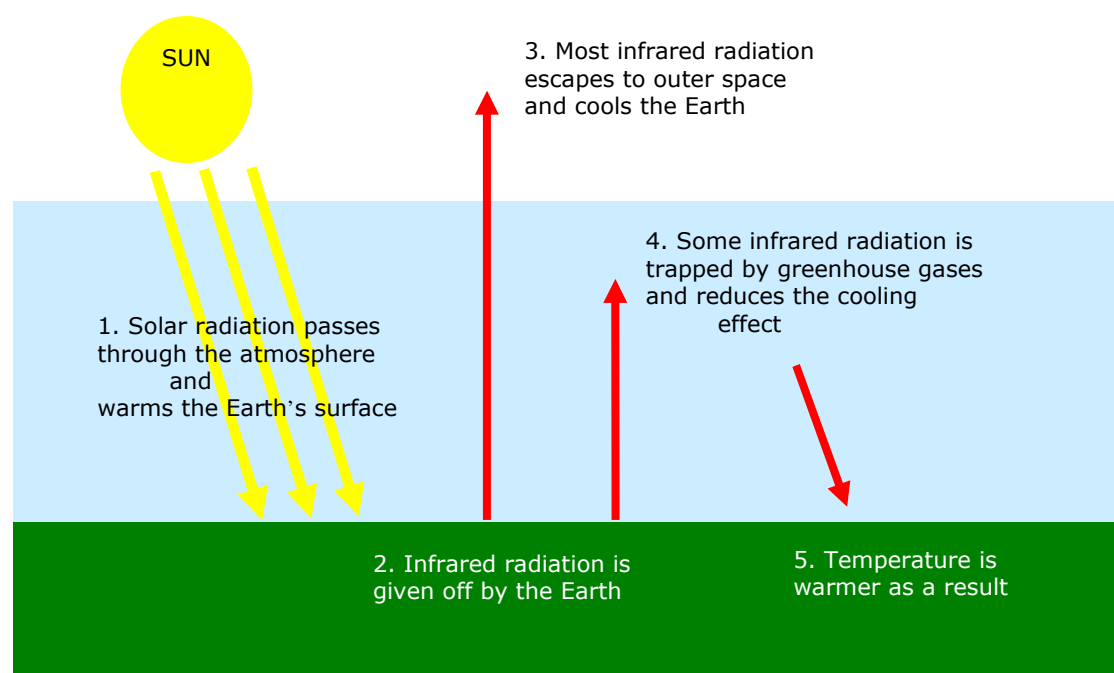 SUN
1. Solar radiation passes
through the atmosphere
and
warms the Earth's surface
2. Infrared radiation is
given off by the Earth
3. Most infrared radiation
escapes to outer space
and cools the Earth
4. Some infrared radiation is
trapped by greenhouse gases
and reduces the cooling
effect
5. Temperature is
warmer as a result